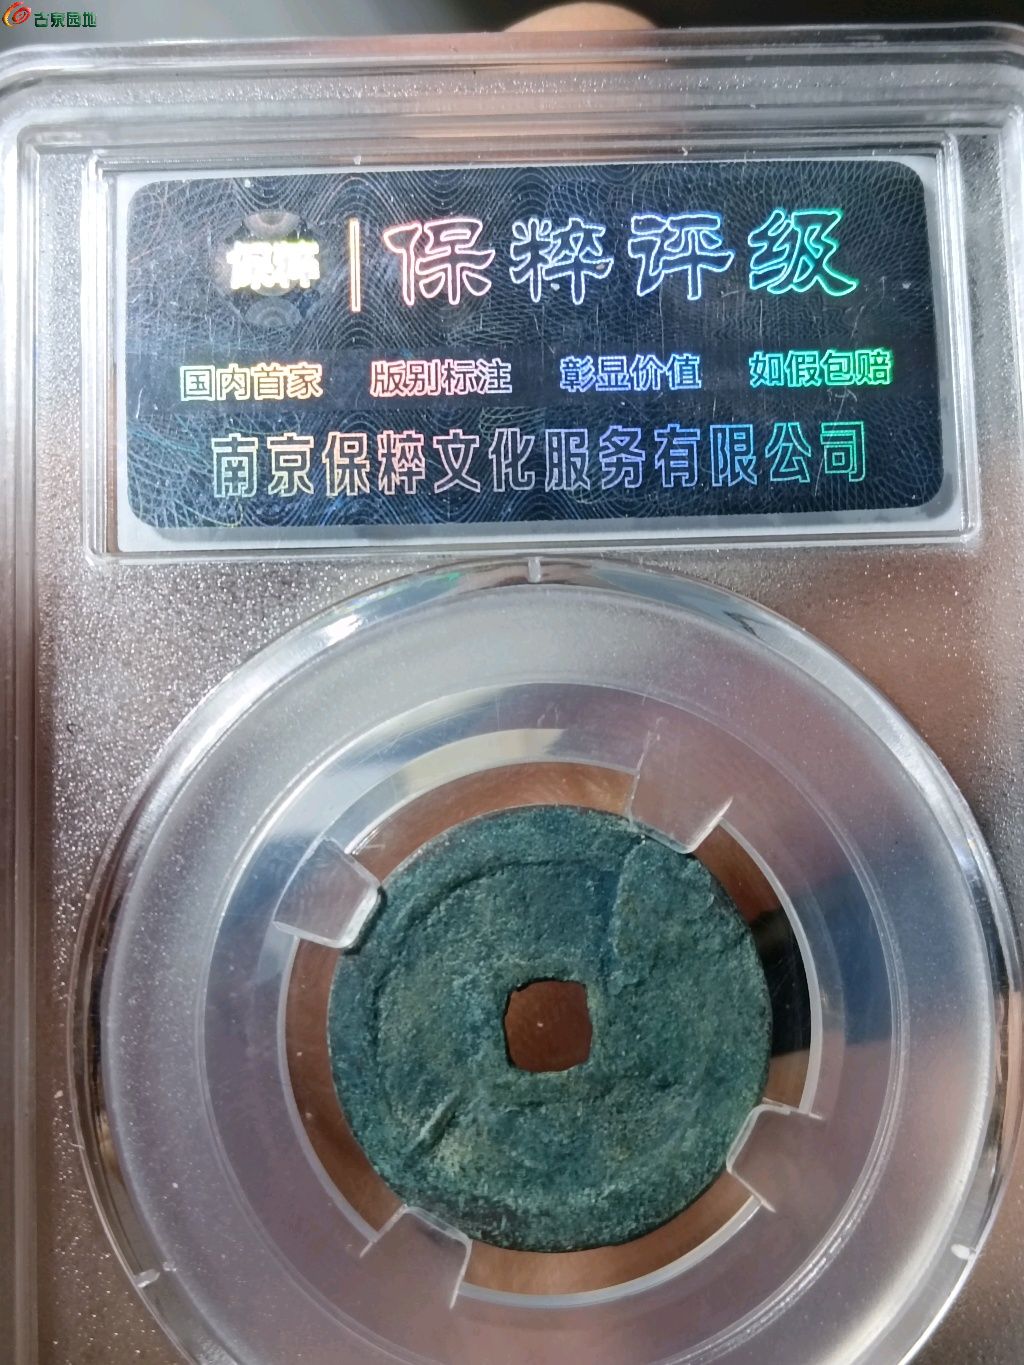 古泉园地
保粹 | 保粹评级
国内首家 版别标注 彰显价值 如假包赔
南京保粹文化服务有限公司